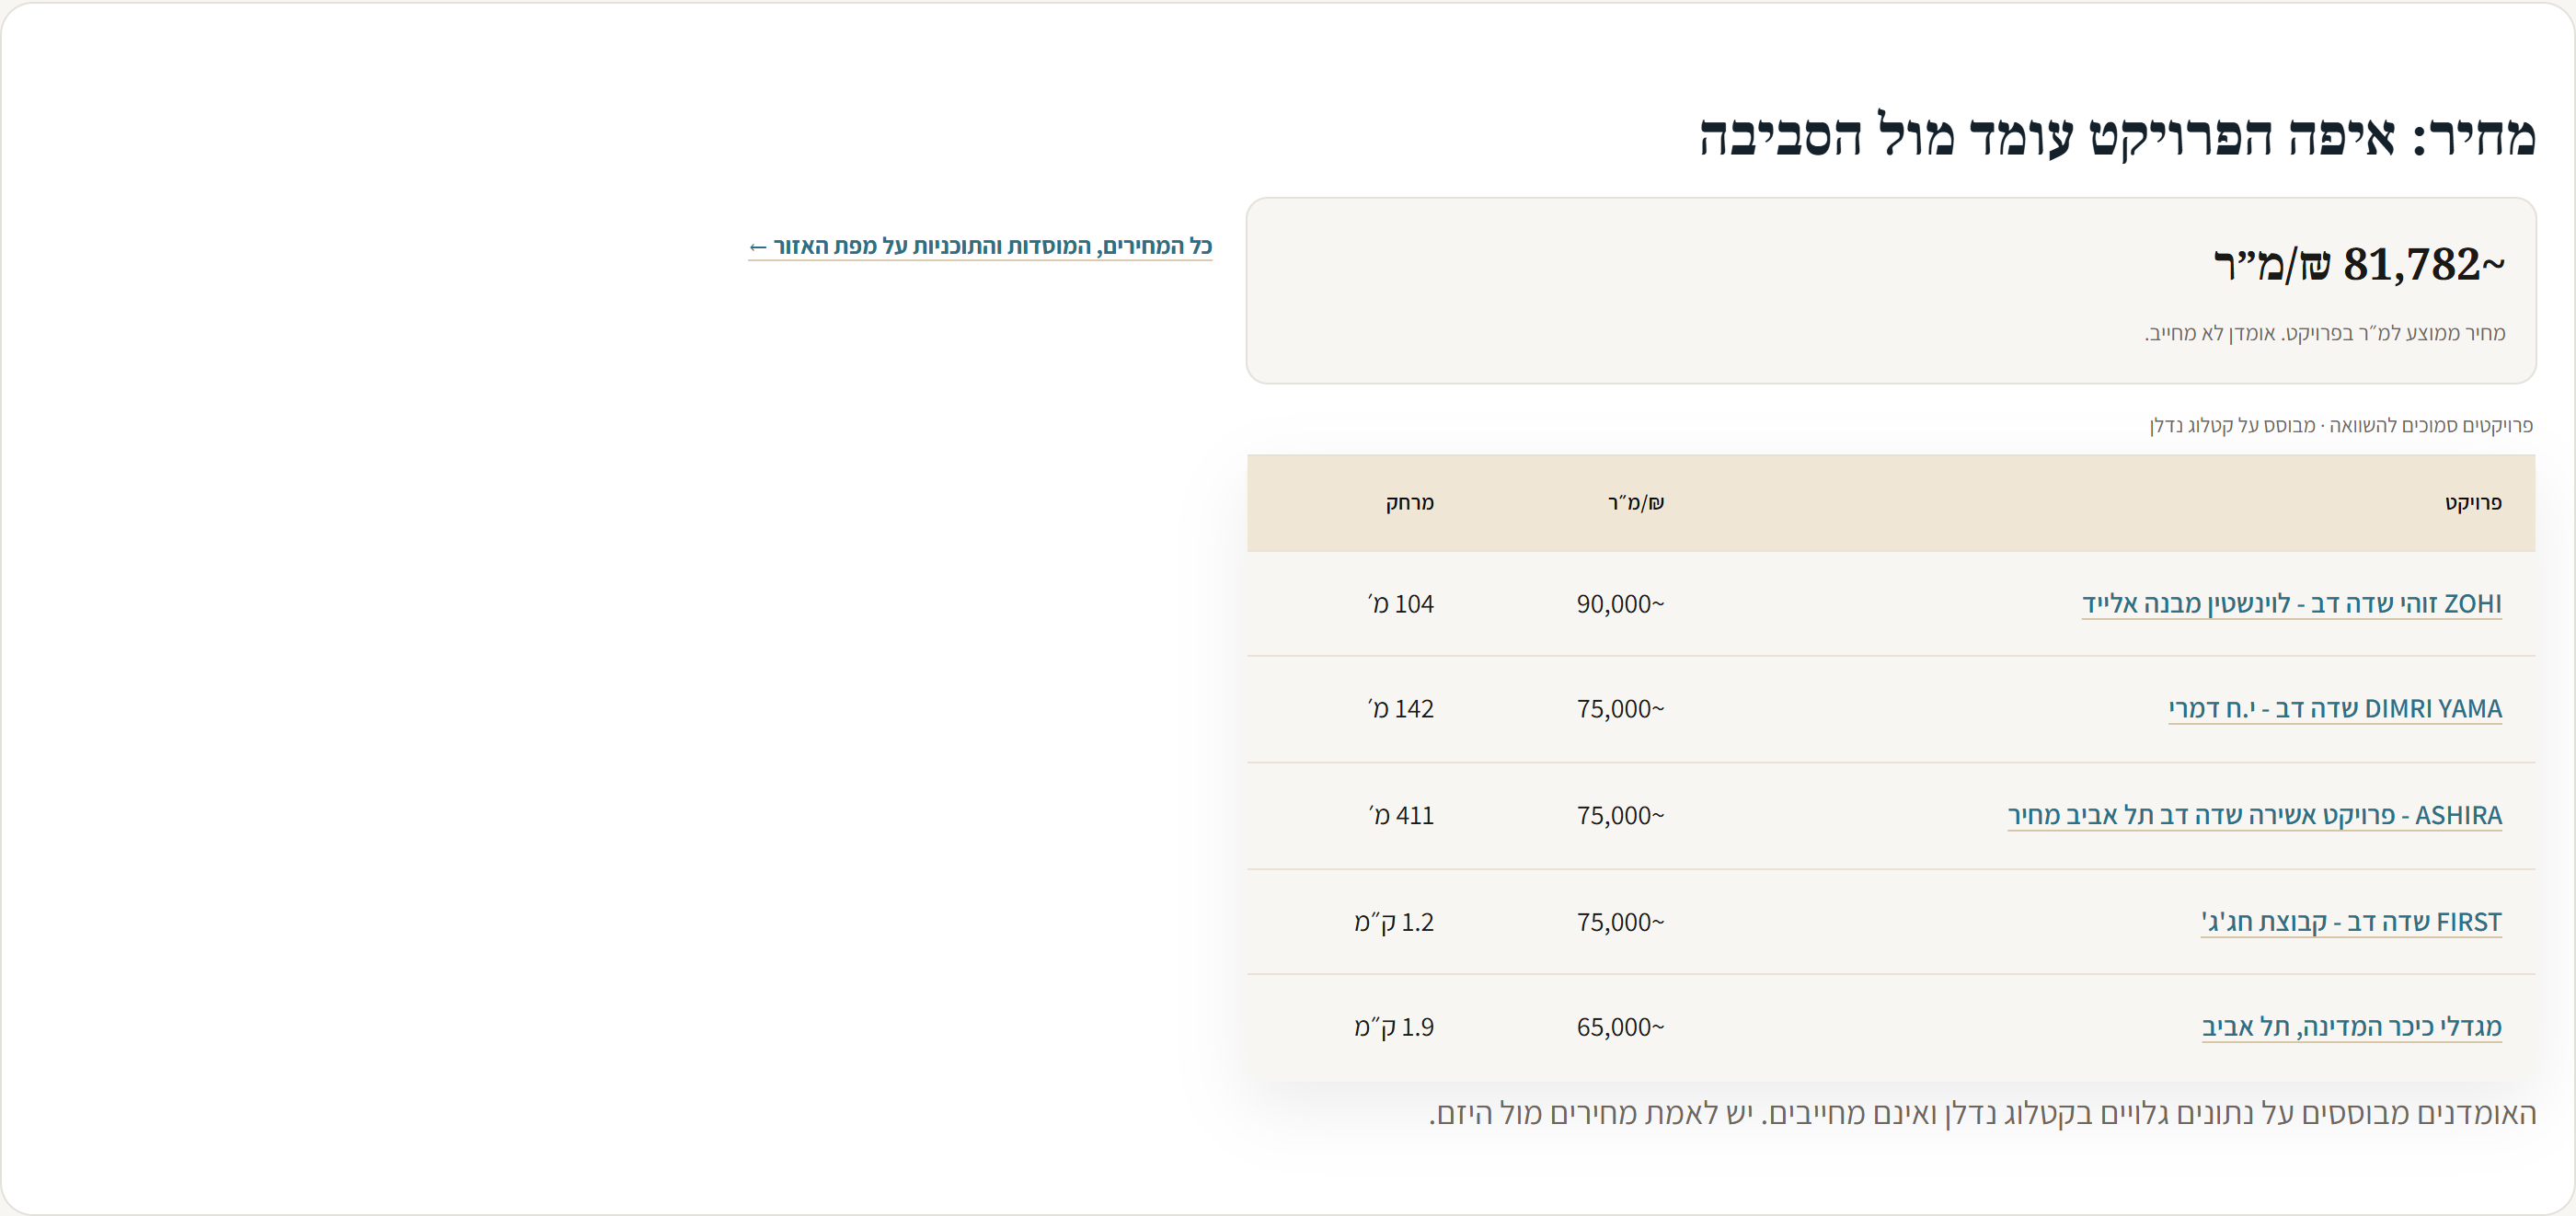 מחיר: איפה הפרויקט עומד מול הסביבה
~81,782 ₪/מ״ר
מחיר ממוצע למ״ר בפרויקט. אומדן לא מחייב.
כל המחירים, המוסדות והתוכניות על מפת האזור ←
פרויקטים סמוכים להשוואה · מבוסס על קטלוג נדלן
פרויקט ₪/מ״ר מרחק
ZOHI זוהי שדה דב - לוינשטין מבנה אלייד ~90,000 104 מ׳
DIMRI YAMA שדה דב - י.ח דמרי ~75,000 142 מ׳
ASHIRA - פרויקט אשירה שדה דב תל אביב מחיר ~75,000 411 מ׳
FIRST שדה דב - קבוצת חג'ג' ~75,000 1.2 ק״מ
מגדלי כיכר המדינה, תל אביב ~65,000 1.9 ק״מ
האומדנים מבוססים על נתונים גלויים בקטלוג נדלן ואינם מחייבים. יש לאמת מחירים מול היזם.